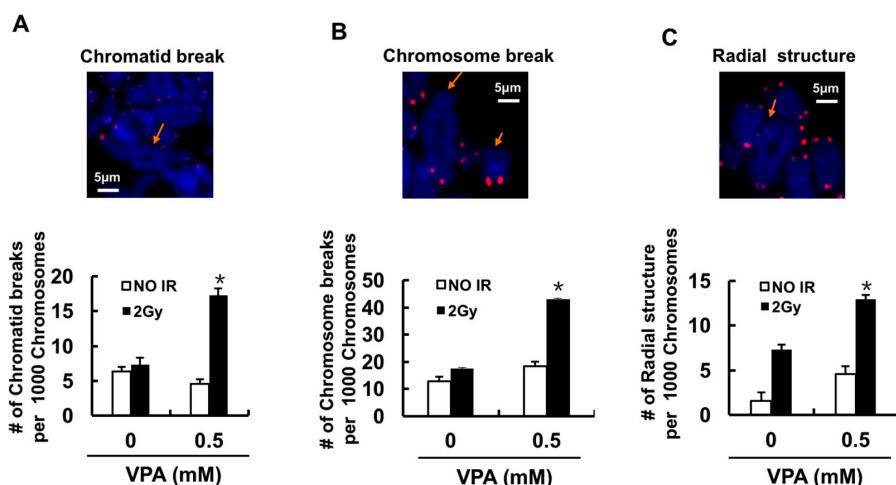 A
Chromatid break
5μm
# of Chromatid breaks
per 1000 Chromosomes
20
15
10
5
0
NO IR
2Gy
*
0
0.5
VPA (mM)
B
Chromosome break
5μm
# of Chromosome breaks
per 1000 Chromosomes
50
40
30
20
10
0
NO IR
2Gy
*
0
0.5
VPA (mM)
C
Radial structure
5μm
# of Radial structure
per 1000 Chromosomes
15
10
5
0
NO IR
2Gy
*
0
0.5
VPA (mM)